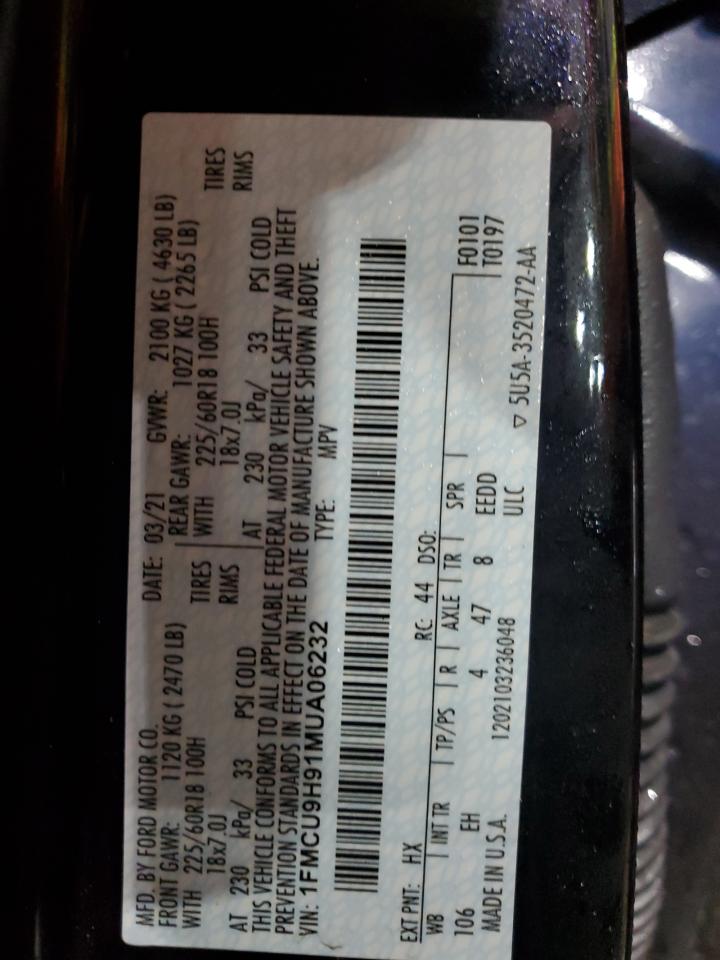 MFD. BY FORD MOTOR CO. DATE: 03/21 GVWR: 2100 KG ( 4630 LB)
FRONT GAWR: 1120 KG ( 2470 LB) REAR GAWR: 1027 KG ( 2265 LB)
WITH 225/60R18 100H TIRES WITH 225/60R18 100H TIRES
18x7.0J RIMS 18x7.0J RIMS
AT 230 kPa/ 33 PSI COLD AT 230 kPa/ 33 PSI COLD
THIS VEHICLE CONFORMS TO ALL APPLICABLE FEDERAL MOTOR VEHICLE SAFETY AND THEFT
PREVENTION STANDARDS IN EFFECT ON THE DATE OF MANUFACTURE SHOWN ABOVE.
VIN: 1FMCU9H91MUA06232 TYPE: MPV
EXT PNT: HX RC: 44 DSO: F0101
WB INT TR TP/PS R AXLE TR SPR T0197
106 EH 4 47 8 EEDD
MADE IN U.S.A. 1202103236048 ULC ▽ 5U5A-3520472-AA